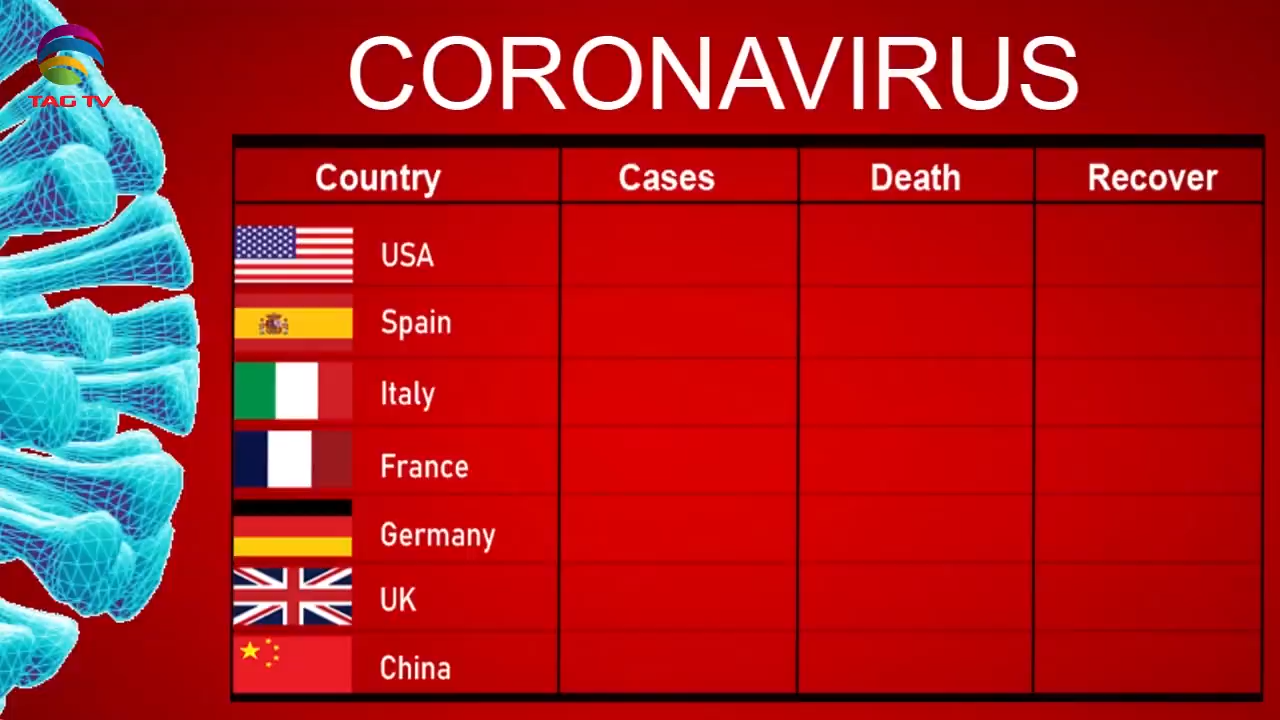 TAG TV
CORONAVIRUS
Country Cases Death Recover
USA
Spain
Italy
France
Germany
UK
China